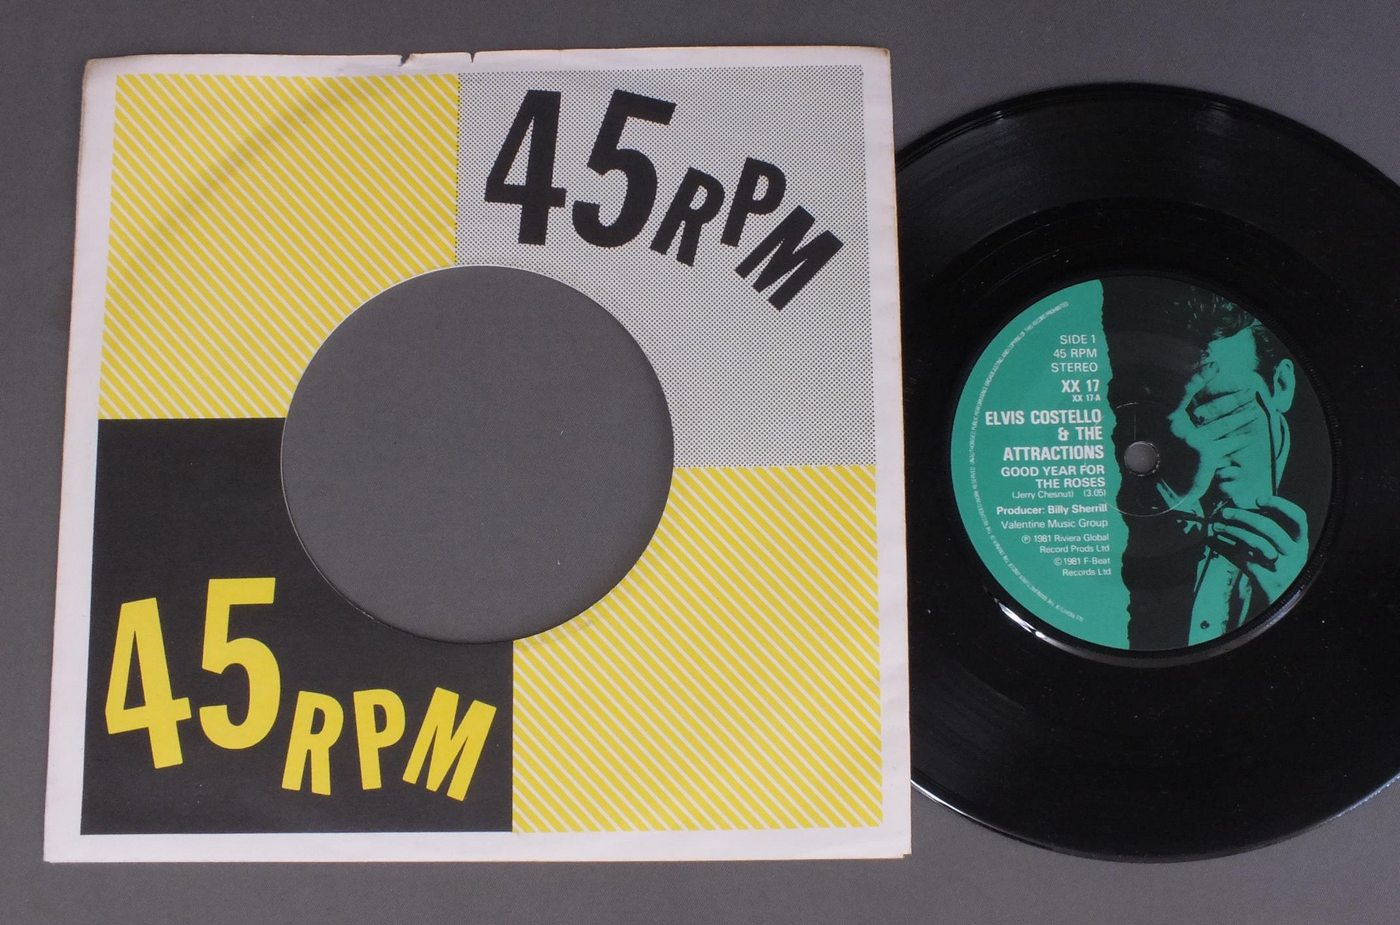 45RPM
45RPM
SIDE 1
45 RPM
STEREO
XX 17
XX 17-A
ELVIS COSTELLO
& THE
ATTRACTIONS
GOOD YEAR FOR
THE ROSES
(Jerry Chesnut) (3.05)
Producer: Billy Sherrill
Valentine Music Group
℗ 1981 Riviera Global
Record Prods Ltd
©1981 F-Beat
Records Ltd